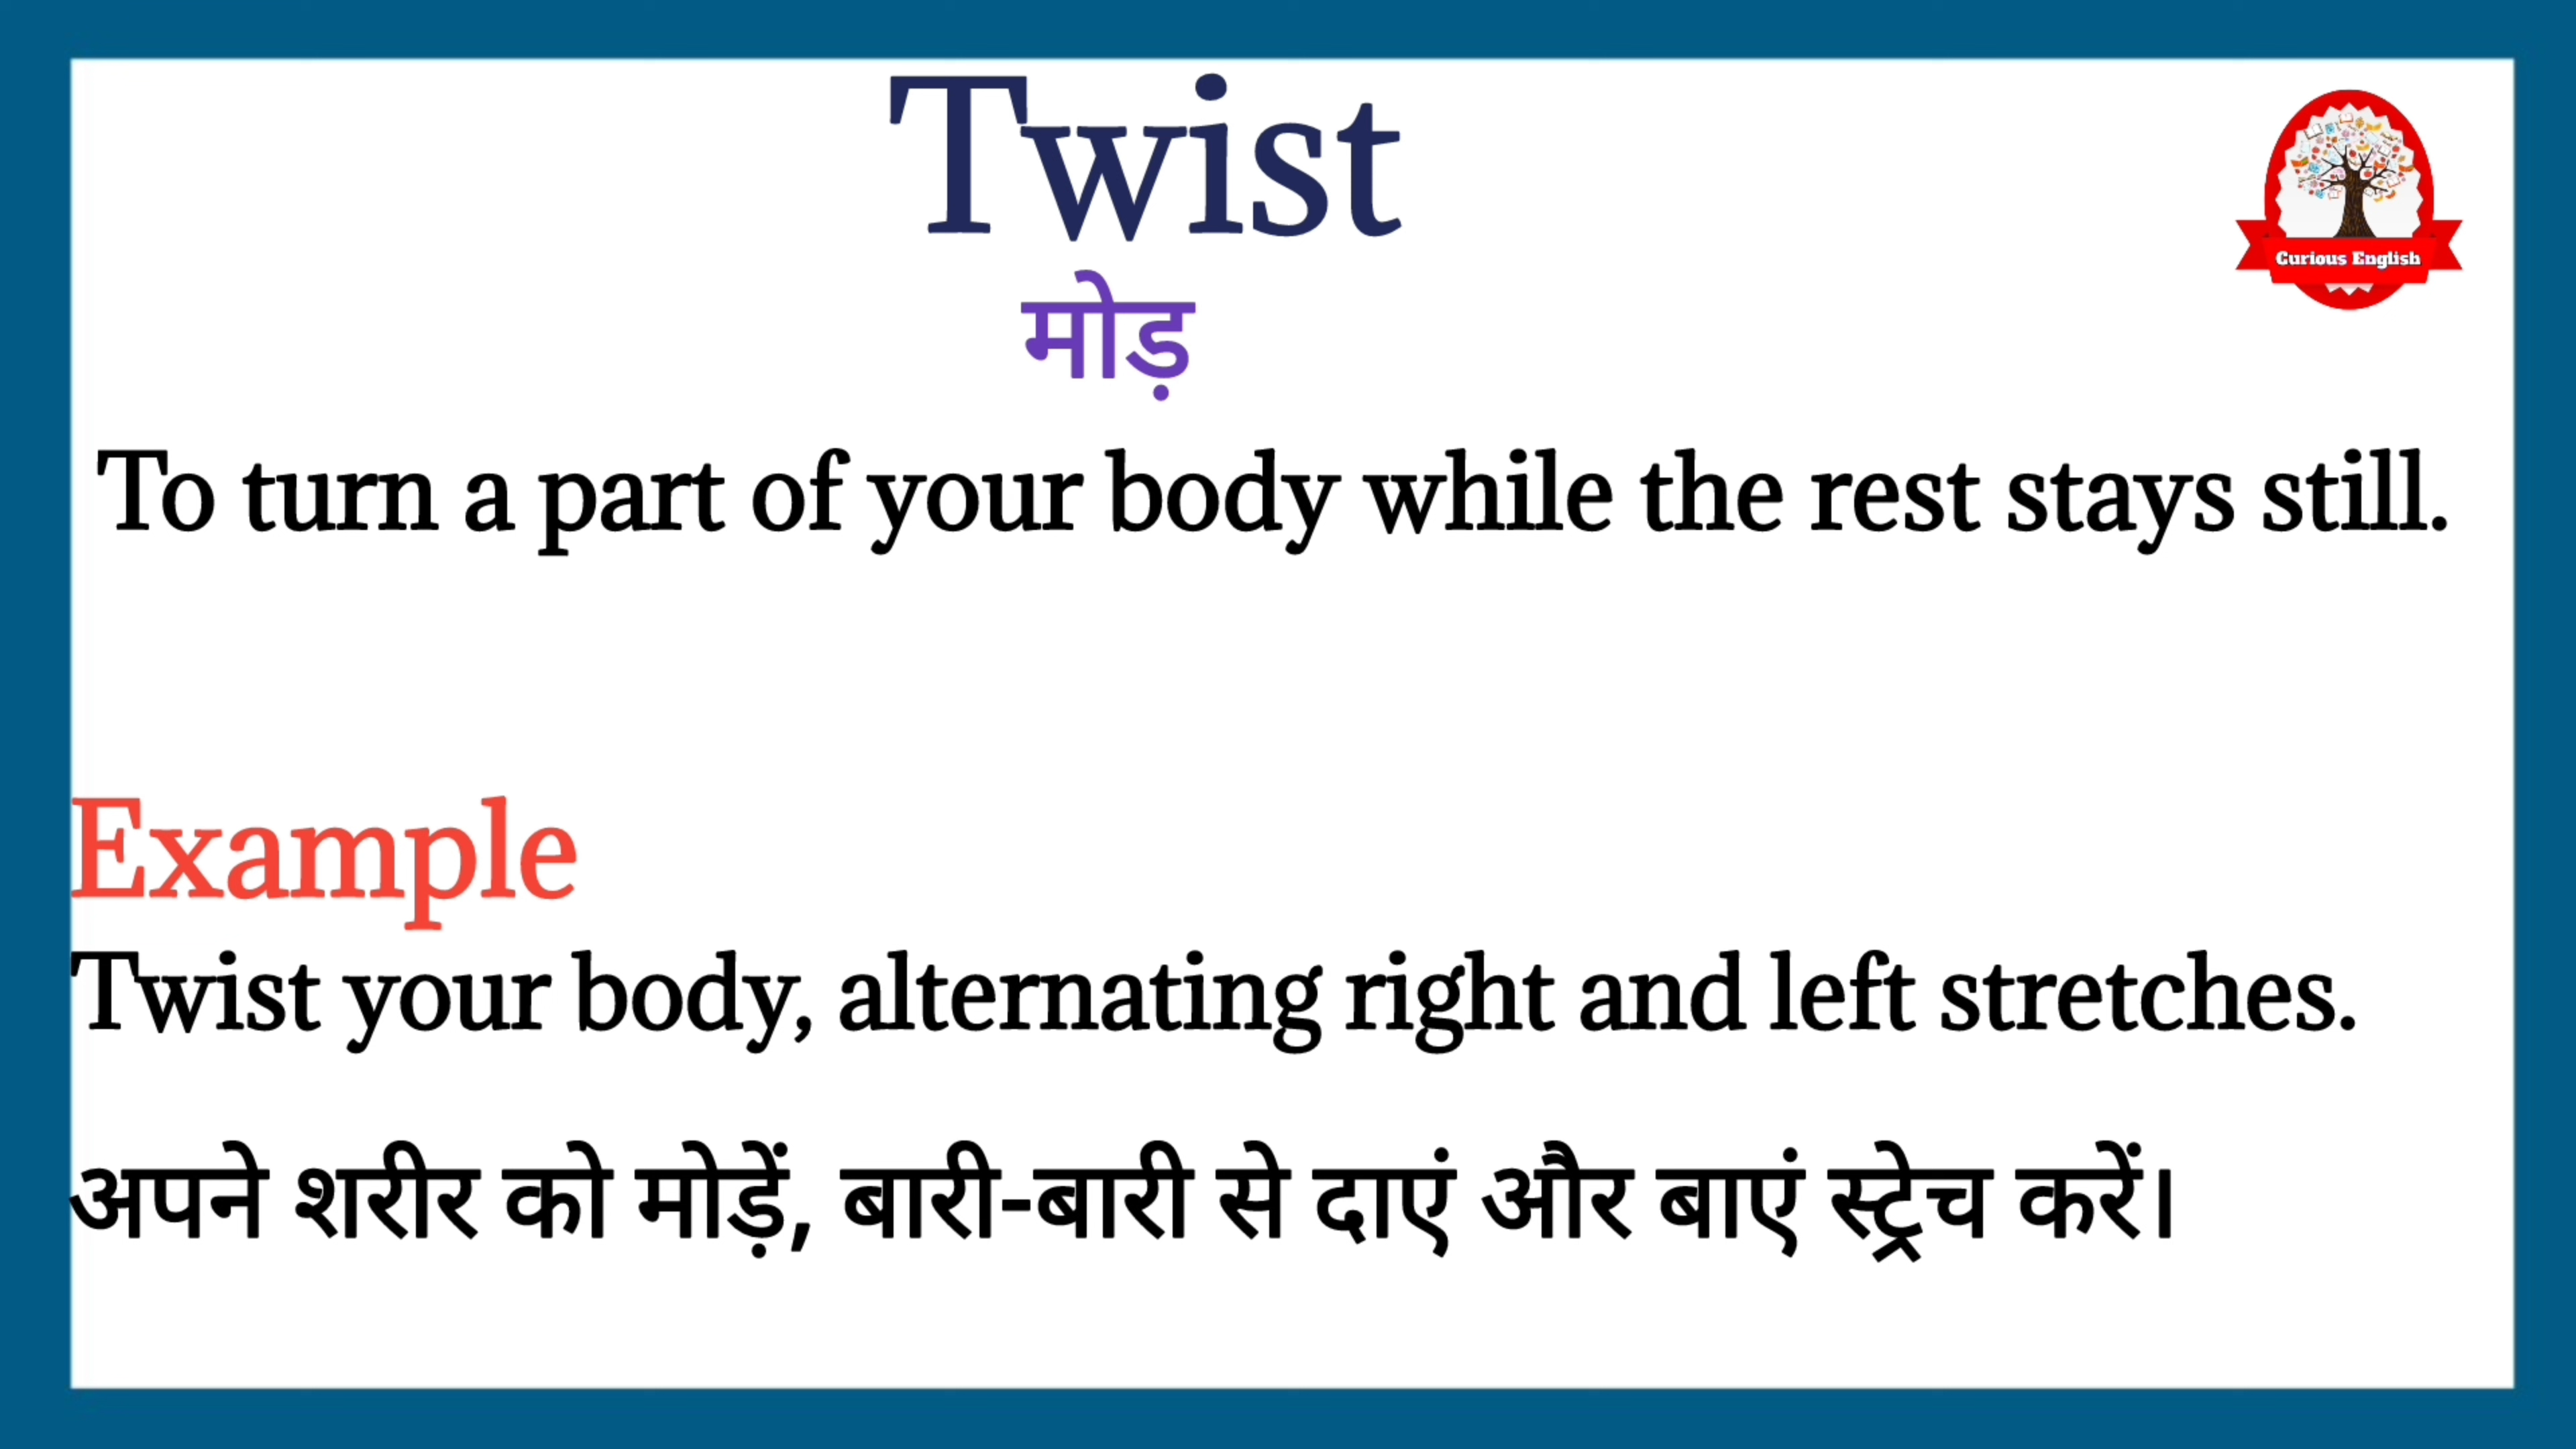 Twist
Curious English
मोड़
To turn a part of your body while the rest stays still.
Example
Twist your body, alternating right and left stretches.
अपने शरीर को मोड़ें, बारी-बारी से दाएं और बाएं स्ट्रेच करें।